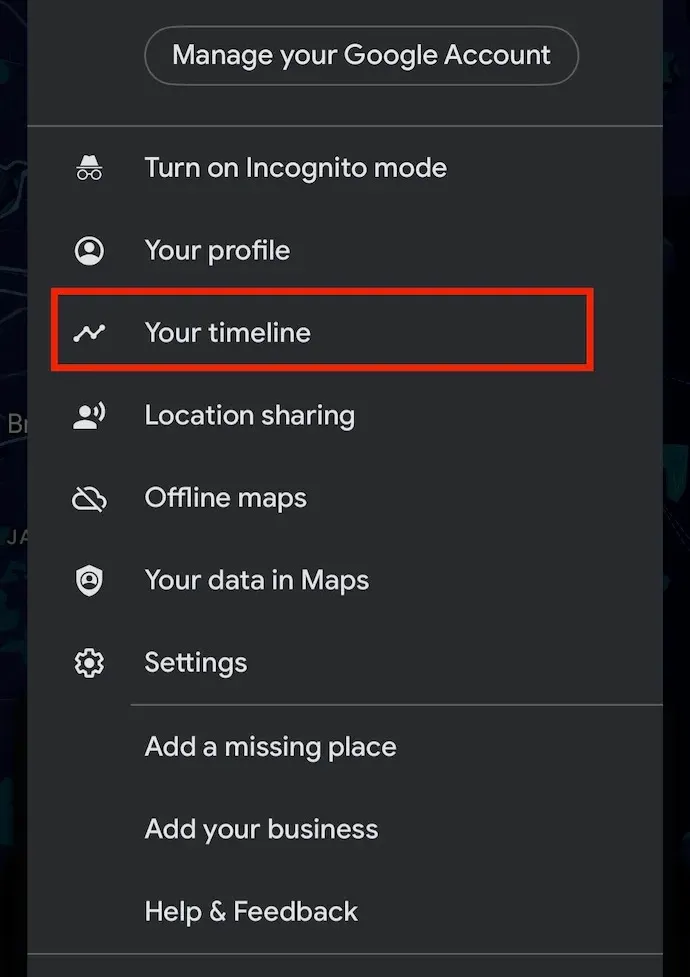 Manage your Google Account
Turn on Incognito mode
Your profile
Your timeline
Location sharing
Offline maps
Your data in Maps
Settings
Add a missing place
Add your business
Help & Feedback